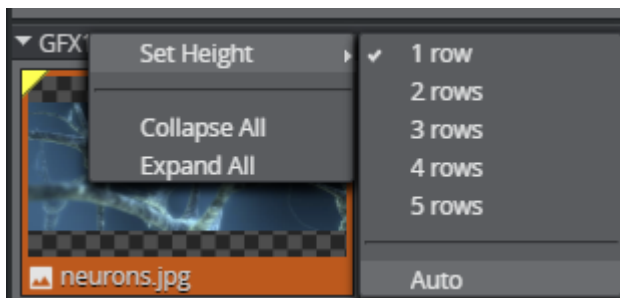 GFX1
Set Height
Collapse All
Expand All
✓ 1 row
2 rows
3 rows
4 rows
5 rows
Auto
neurons.jpg